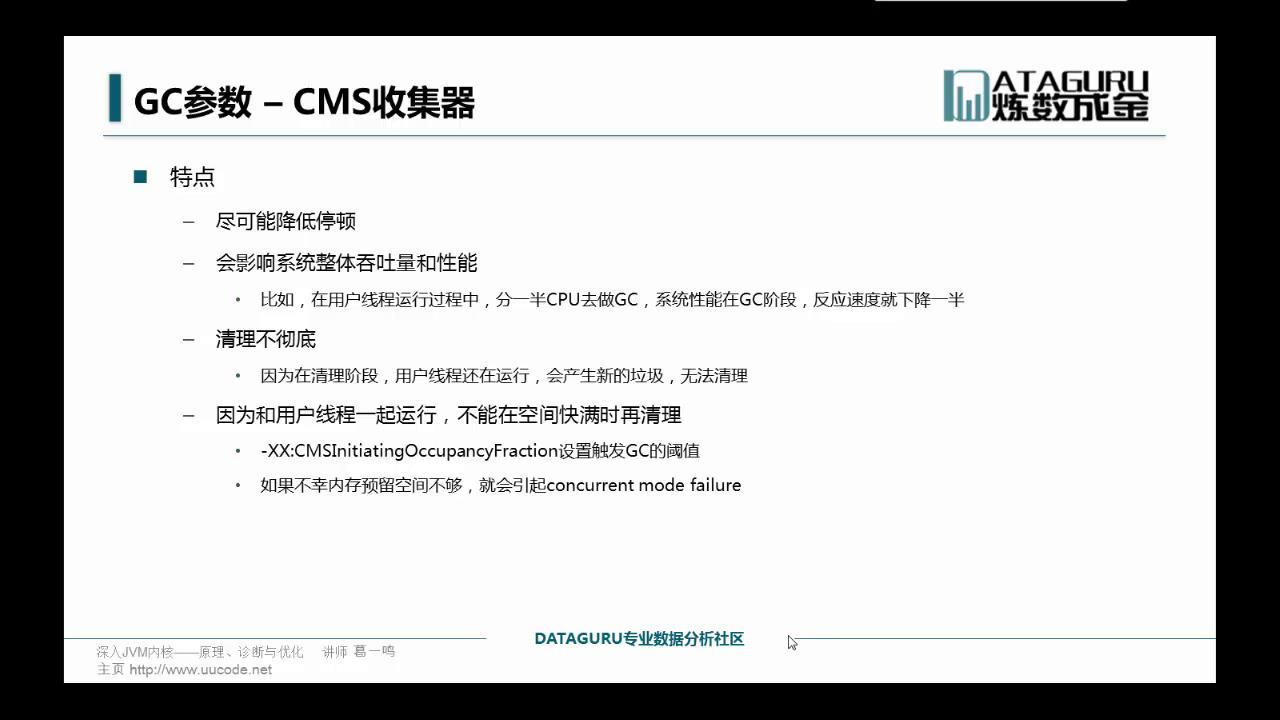 GC参数 – CMS收集器
DATAGURU
炼数成金
■ 特点
– 尽可能降低停顿
– 会影响系统整体吞吐量和性能
• 比如，在用户线程运行过程中，分一半CPU去做GC，系统性能在GC阶段，反应速度就下降一半
– 清理不彻底
• 因为在清理阶段，用户线程还在运行，会产生新的垃圾，无法清理
– 因为和用户线程一起运行，不能在空间快满时再清理
• -XX:CMSInitiatingOccupancyFraction设置触发GC的阈值
• 如果不幸内存预留空间不够，就会引起concurrent mode failure
DATAGURU专业数据分析社区
深入JVM内核——原理、诊断与优化 讲师 葛一鸣
主页 http://www.uucode.net